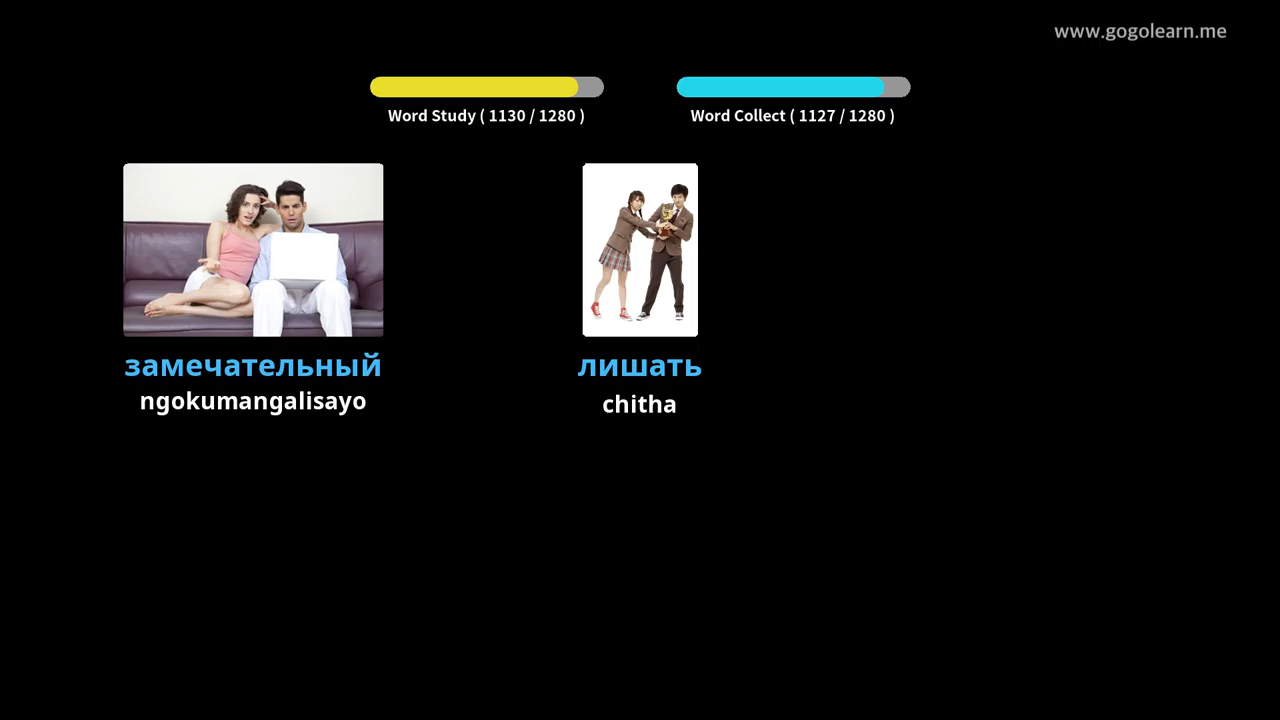 www.gogolearn.me
Word Study ( 1130 / 1280 )
Word Collect ( 1127 / 1280 )
замечательный
ngokumangalisayo
лишать
chitha